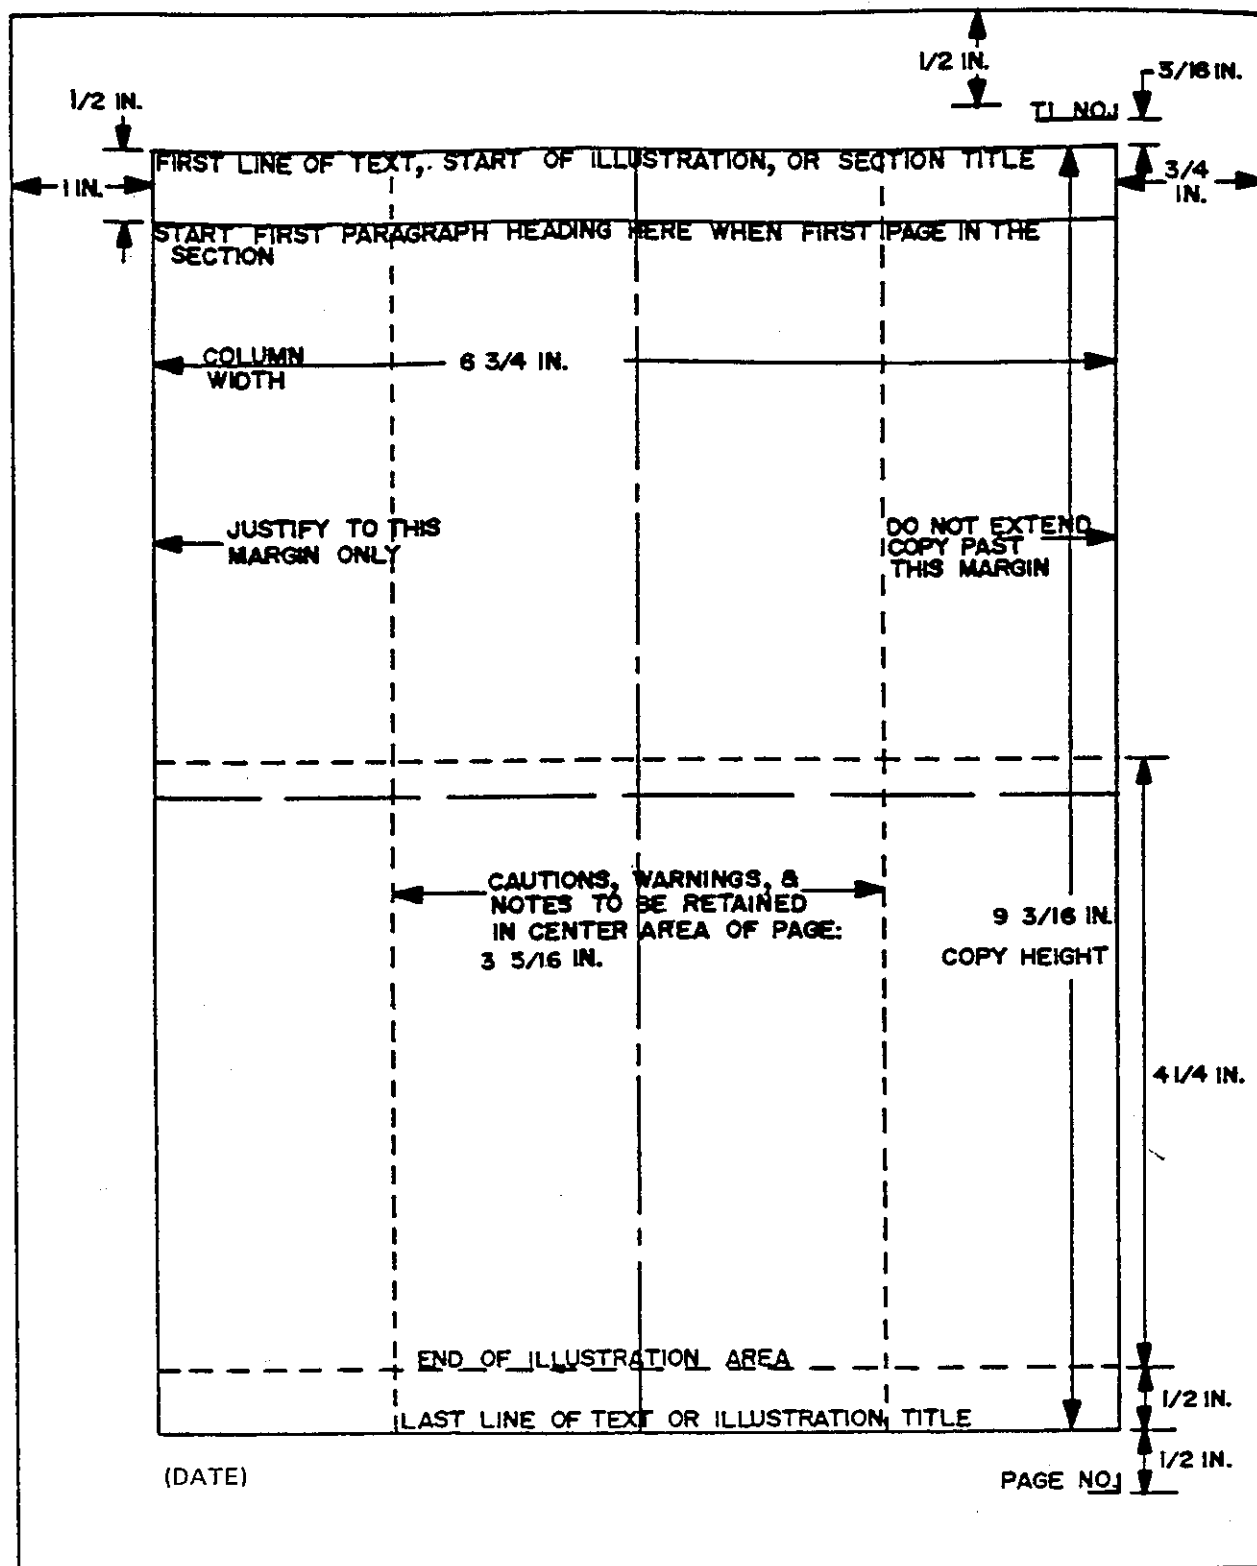 1/2 IN.
3/16 IN.
1/2 IN.
TI NO.
FIRST LINE OF TEXT, START OF ILLUSTRATION, OR SECTION TITLE
1 IN.
3/4
IN.
START FIRST PARAGRAPH HEADING HERE WHEN FIRST PAGE IN THE
SECTION
COLUMN
WIDTH
6 3/4 IN.
JUSTIFY TO THIS
MARGIN ONLY
DO NOT EXTEND
COPY PAST
THIS MARGIN
CAUTIONS, WARNINGS, &
NOTES TO BE RETAINED
IN CENTER AREA OF PAGE:
3 5/16 IN.
9 3/16 IN.
COPY HEIGHT
4 1/4 IN.
END OF ILLUSTRATION AREA
1/2 IN.
LAST LINE OF TEXT OR ILLUSTRATION TITLE
1/2 IN.
(DATE)
PAGE NO.